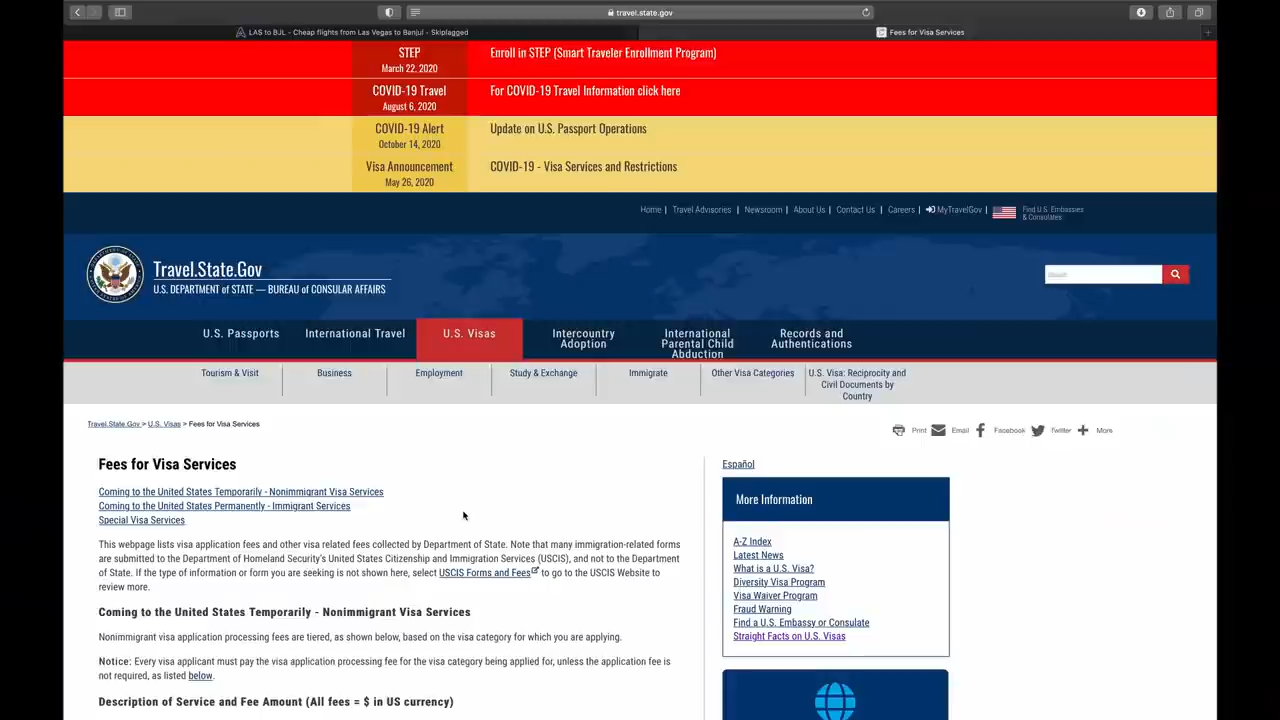 travel.state.gov
LAS to BJL - Cheap flights from Las Vegas to Banjul - Skiplagged
Fees for Visa Services
STEP
March 22, 2020
Enroll in STEP (Smart Traveler Enrollment Program)
COVID-19 Travel
August 6, 2020
For COVID-19 Travel Information click here
COVID-19 Alert
October 14, 2020
Update on U.S. Passport Operations
Visa Announcement
May 26, 2020
COVID-19 - Visa Services and Restrictions
Home | Travel Advisories | Newsroom | About Us | Contact Us | Careers | MyTravelGov | Find U.S. Embassies
& Consulates
Travel.State.Gov
U.S. DEPARTMENT of STATE — BUREAU of CONSULAR AFFAIRS
Search
U.S. Passports
International Travel
U.S. Visas
Intercountry
Adoption
International
Parental Child
Abduction
Records and
Authentications
Tourism & Visit
Business
Employment
Study & Exchange
Immigrate
Other Visa Categories
U.S. Visa: Reciprocity and
Civil Documents by
Country
Travel.State.Gov > U.S. Visas > Fees for Visa Services
Print
Email
Facebook
Twitter
More
Fees for Visa Services
Coming to the United States Temporarily - Nonimmigrant Visa Services
Coming to the United States Permanently - Immigrant Services
Special Visa Services
This webpage lists visa application fees and other visa related fees collected by Department of State. Note that many immigration-related forms
are submitted to the Department of Homeland Security's United States Citizenship and Immigration Services (USCIS), and not to the Department
of State. If the type of information or form you are seeking is not shown here, select USCIS Forms and Fees to go to the USCIS Website to
review more.
Coming to the United States Temporarily - Nonimmigrant Visa Services
Nonimmigrant visa application processing fees are tiered, as shown below, based on the visa category for which you are applying.
Notice: Every visa applicant must pay the visa application processing fee for the visa category being applied for, unless the application fee is
not required, as listed below.
Description of Service and Fee Amount (All fees = $ in US currency)
Español
More Information
A-Z Index
Latest News
What is a U.S. Visa?
Diversity Visa Program
Visa Waiver Program
Fraud Warning
Find a U.S. Embassy or Consulate
Straight Facts on U.S. Visas